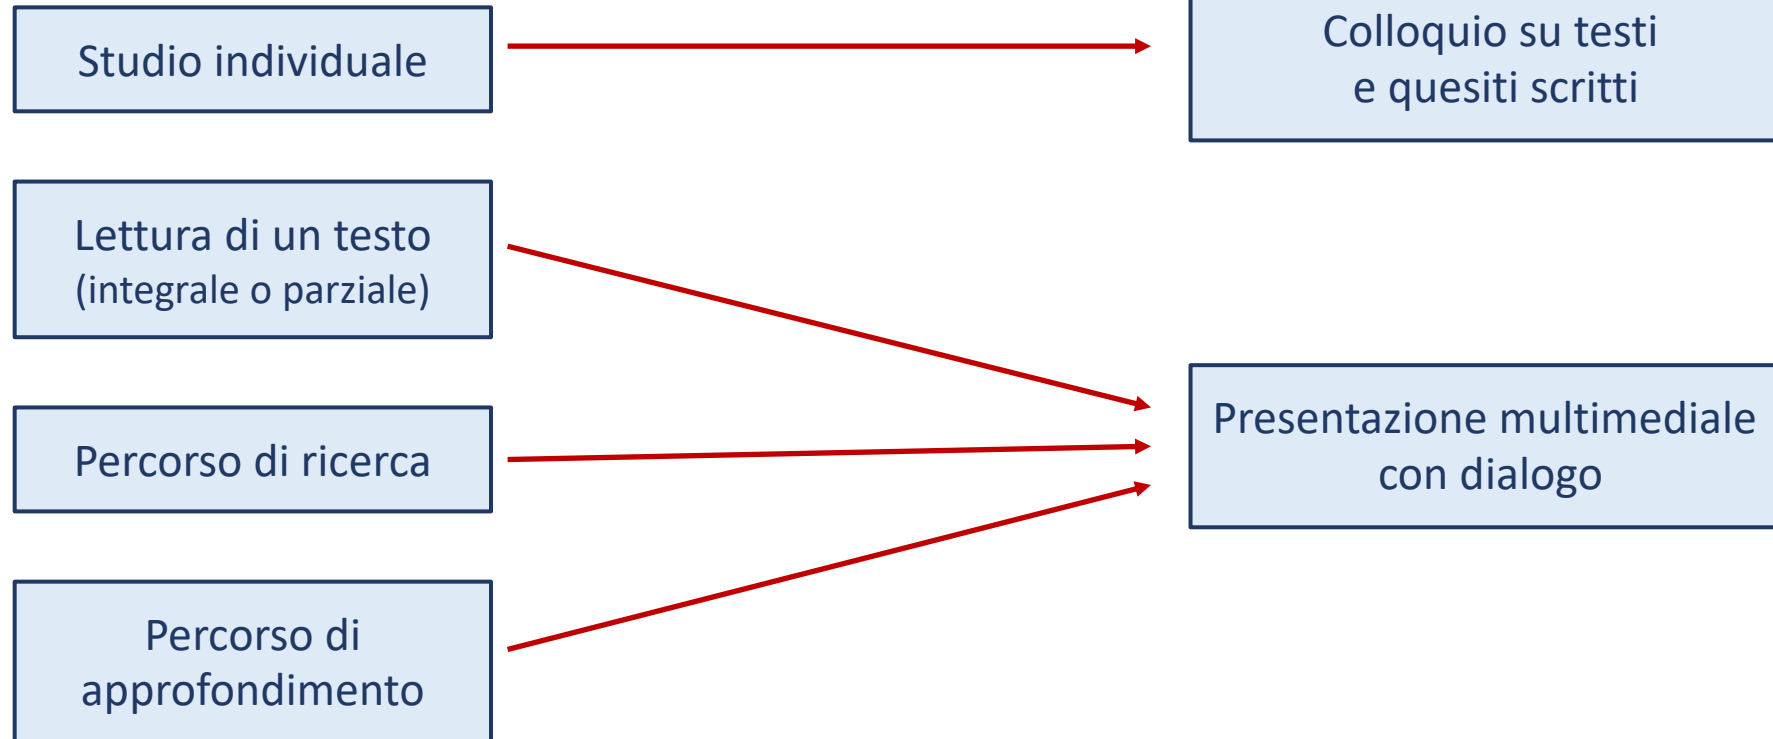 Studio individuale
Colloquio su testi
e quesiti scritti
Lettura di un testo
(integrale o parziale)
Percorso di ricerca
Presentazione multimediale
con dialogo
Percorso di
approfondimento